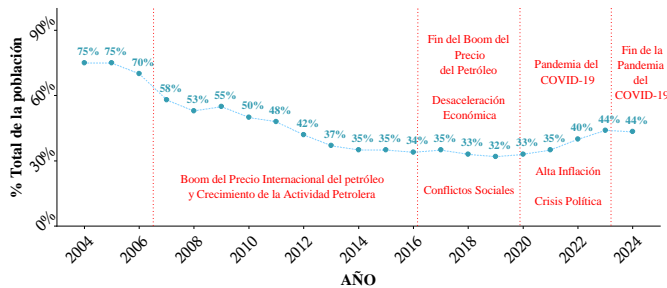 % Total de la población
90%
60%
30%
0%
75%
75%
70%
58%
53%
55%
50%
48%
42%
37%
35%
35%
34%
35%
33%
32%
33%
35%
40%
44%
44%
Fin del Boom del
Precio
del Petróleo
Desaceleración
Económica
Pandemia del
COVID-19
Fin de la
Pandemia
del
COVID-19
Boom del Precio Internacional del petróleo
y Crecimiento de la Actividad Petrolera
Conflictos Sociales
Alta Inflación
Crisis Política
2004
2006
2008
2010
2012
2014
2016
2018
2020
2022
2024
AÑO